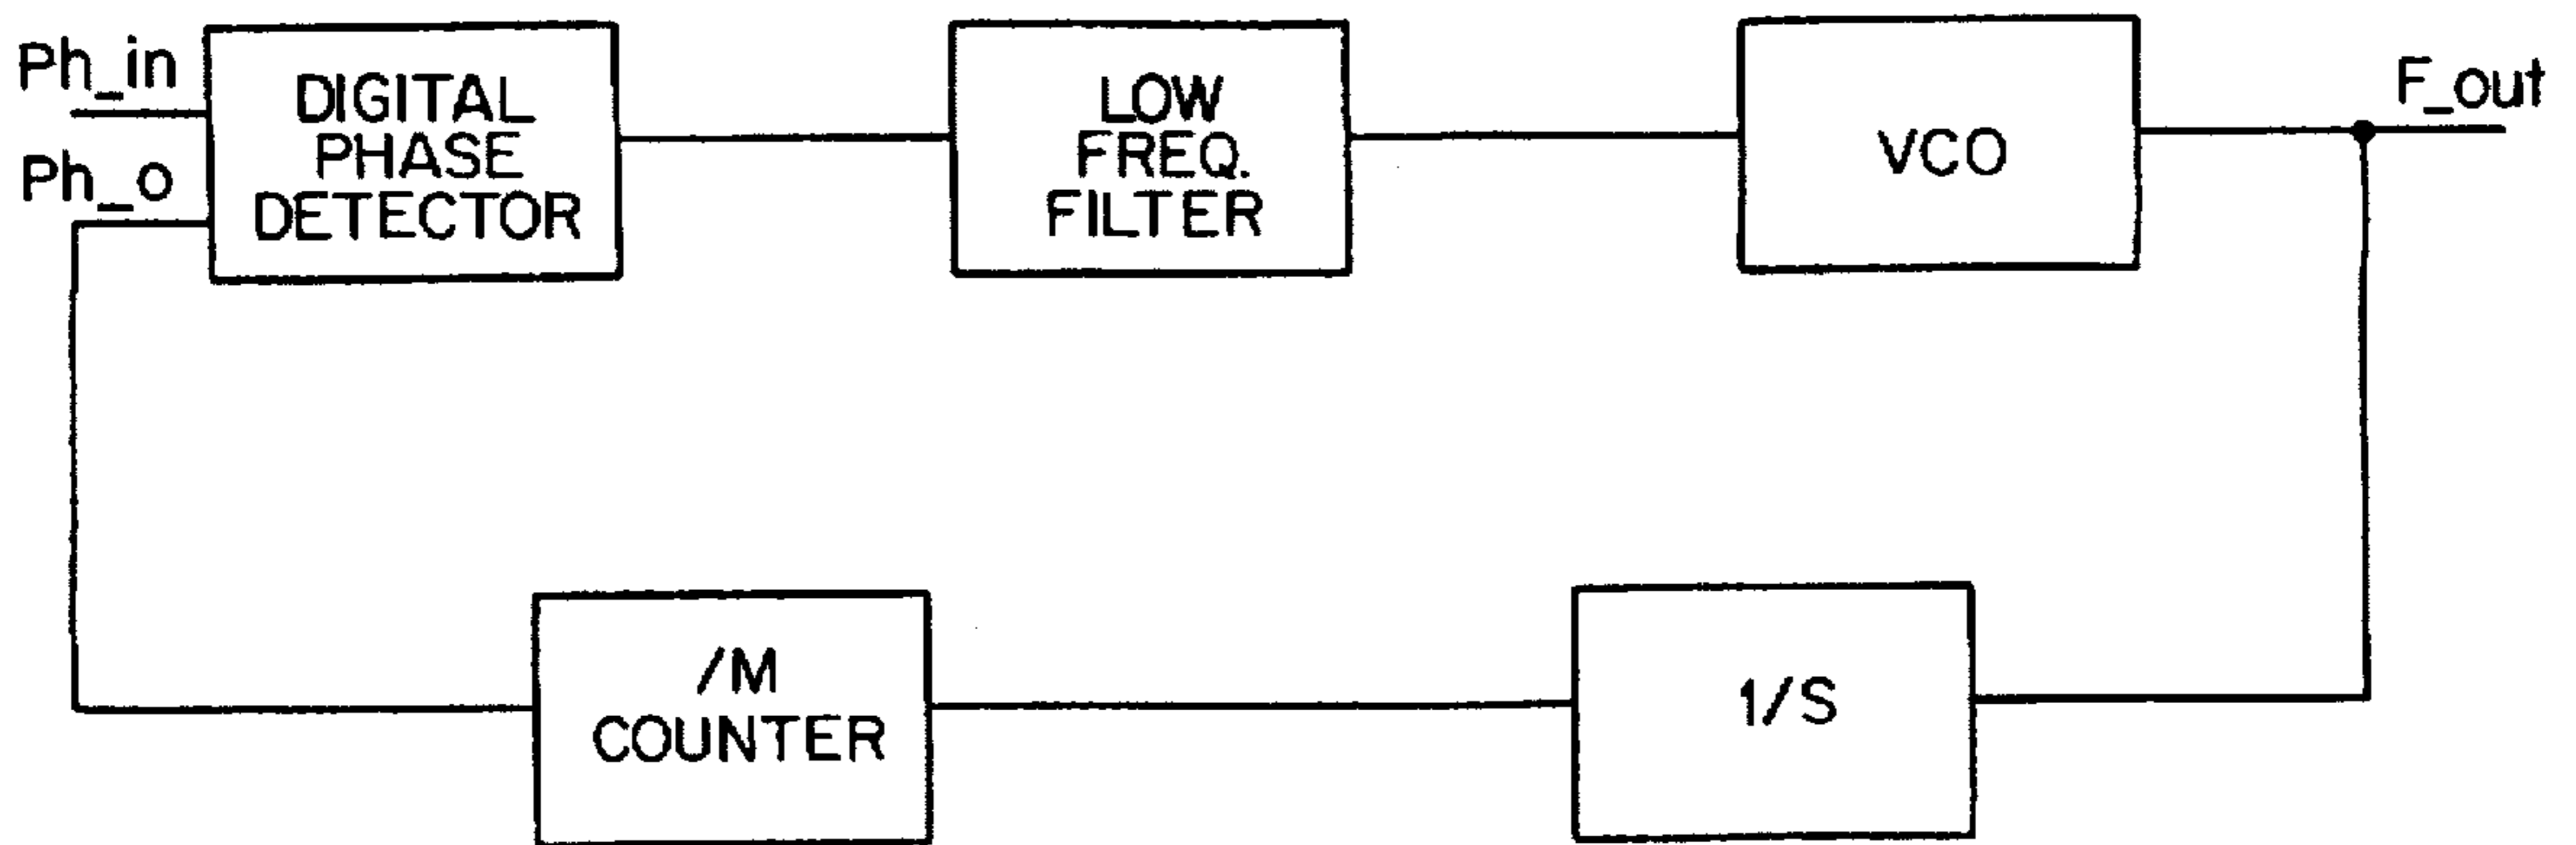 Ph_in
Ph_o
DIGITAL
PHASE
DETECTOR
LOW
FREQ.
FILTER
VCO
F_out
/M
COUNTER
1/S